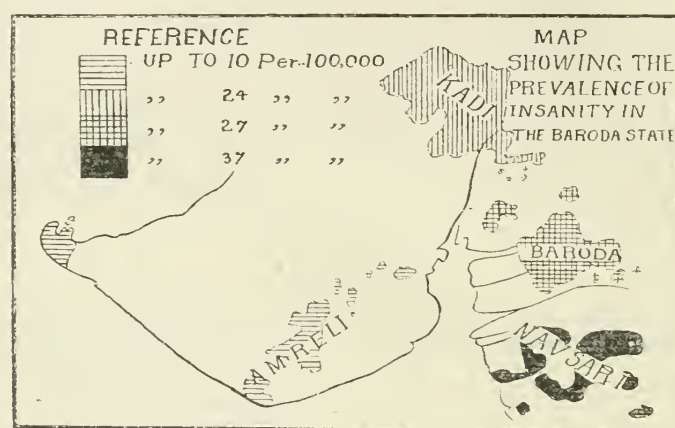 REFERENCE
UP TO 10 Per 100,000
,, 24 ,, ,,
,, 27 ,, ,,
,, 37 ,, ,,
MAP
SHOWING THE
PREVALENCE OF
INSANITY IN
THE BARODA STATE
KADI
BARODA
AMRELI
NAVSARI